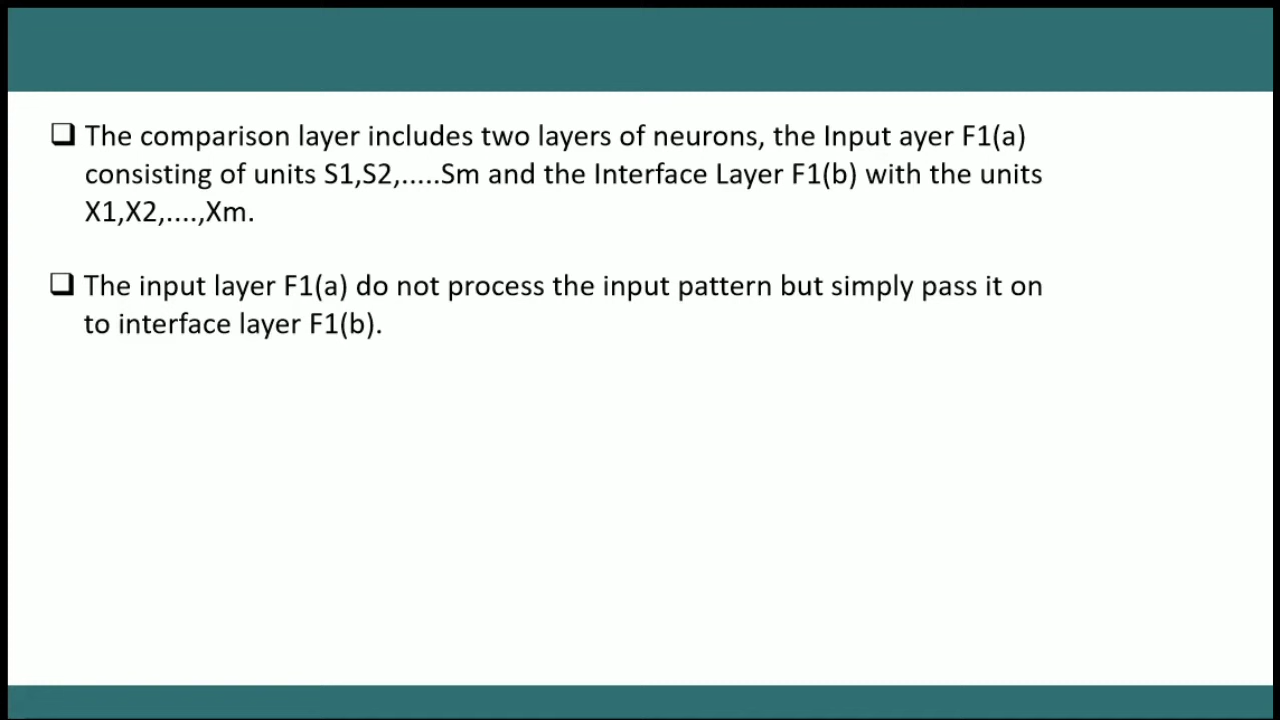 ❑ The comparison layer includes two layers of neurons, the Input ayer F1(a)
consisting of units S1,S2,.....Sm and the Interface Layer F1(b) with the units
X1,X2,....,Xm.
❑ The input layer F1(a) do not process the input pattern but simply pass it on
to interface layer F1(b).